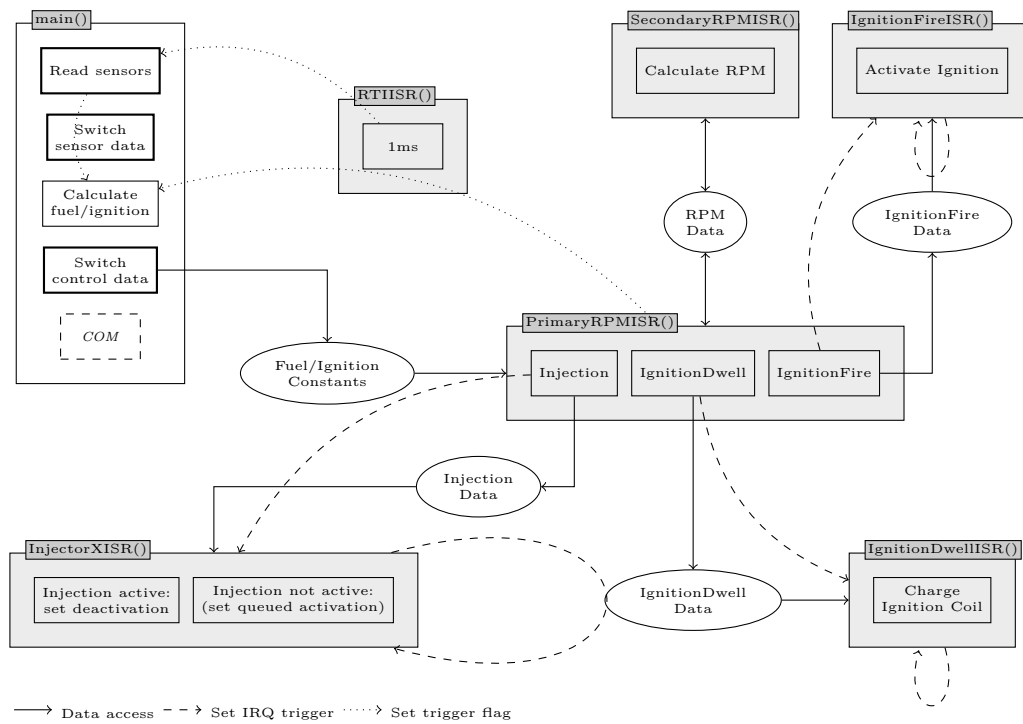 main()
Read sensors
Switch
sensor data
Calculate
fuel/ignition
Switch
control data
COM
RTIISR()
1ms
SecondaryRPMISR()
Calculate RPM
IgnitionFireISR()
Activate Ignition
RPM
Data
IgnitionFire
Data
Fuel/Ignition
Constants
PrimaryRPMISR()
Injection
IgnitionDwell
IgnitionFire
Injection
Data
InjectorXISR()
Injection active:
set deactivation
Injection not active:
(set queued activation)
IgnitionDwell
Data
IgnitionDwellISR()
Charge
Ignition Coil
Data access
Set IRQ trigger
Set trigger flag